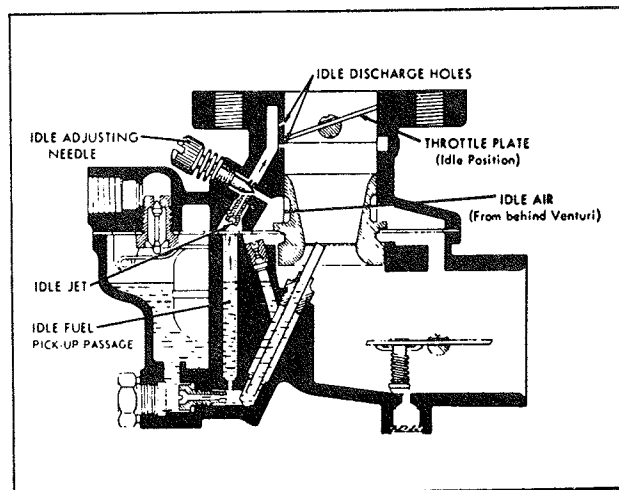 IDLE DISCHARGE HOLES
IDLE ADJUSTING
NEEDLE
THROTTLE PLATE
(Idle Position)
IDLE AIR
(From behind Venturi)
IDLE JET
IDLE FUEL
PICK-UP PASSAGE